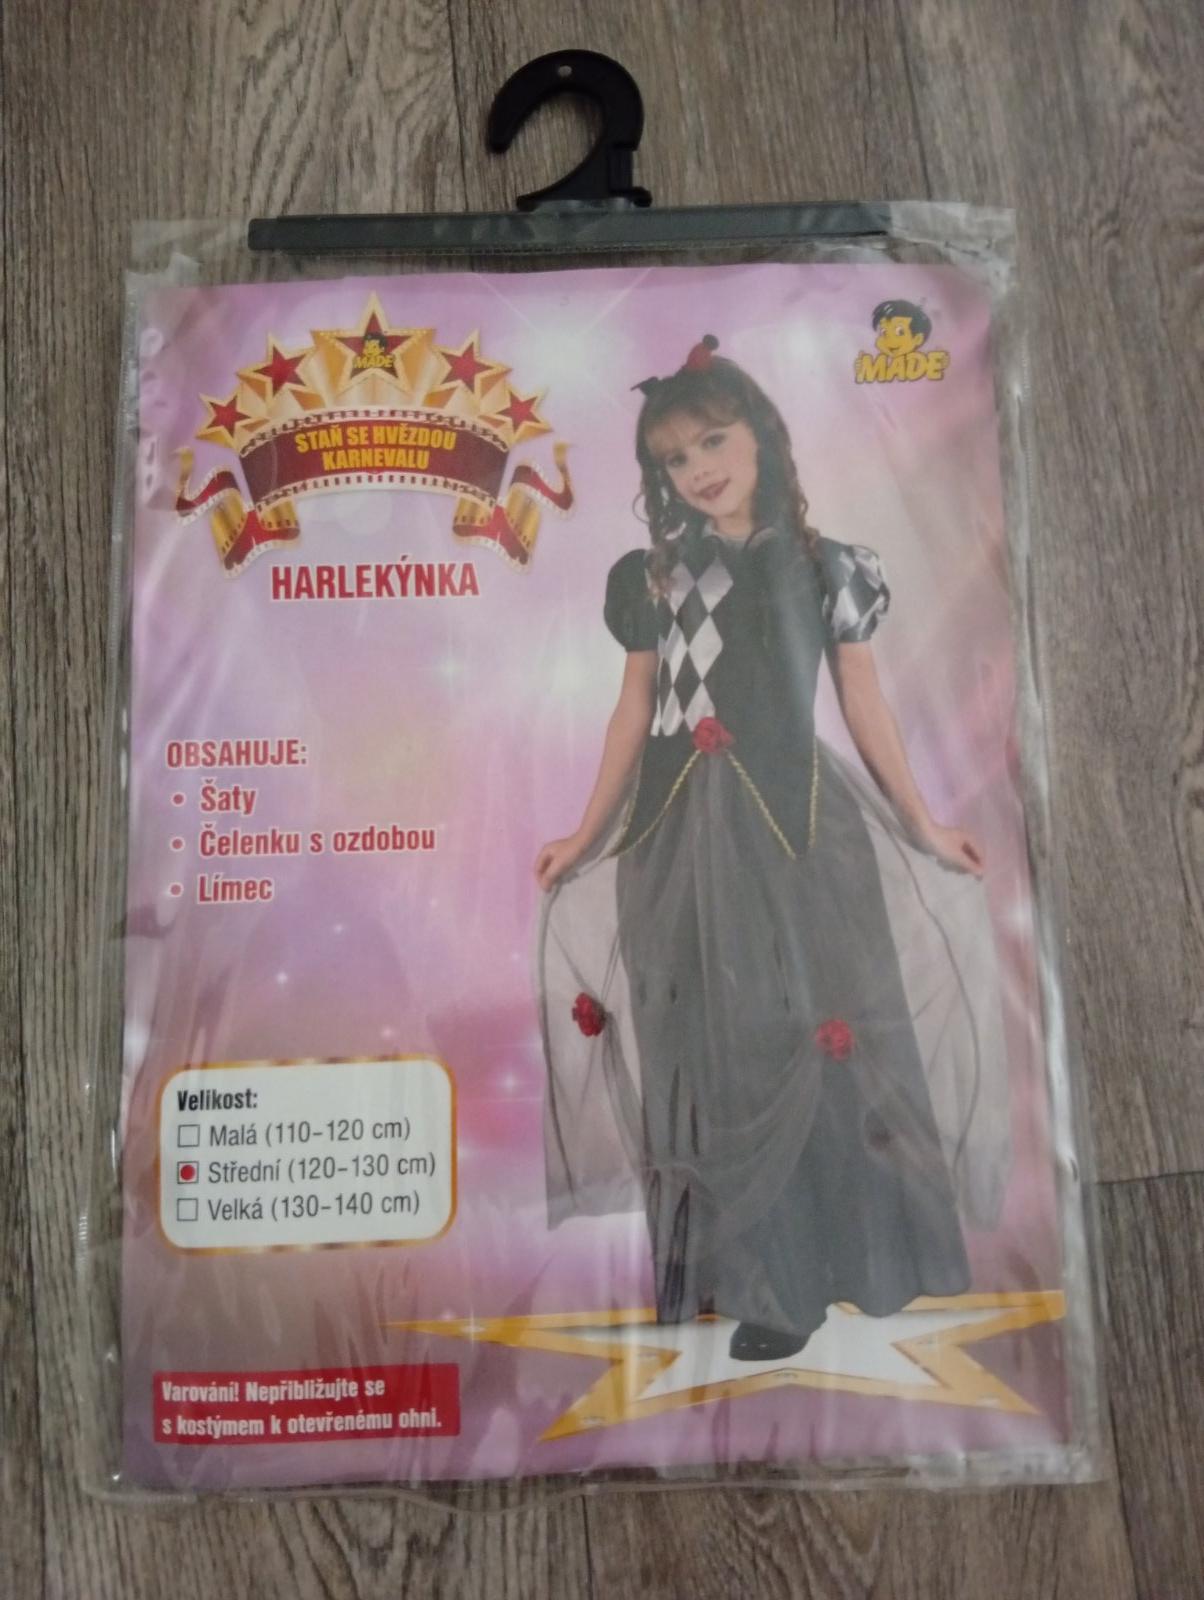 MADE
MADE
STAŇ SE HVĚZDOU
KARNEVALU
HARLEKÝNKA
OBSAHUJE:
• Šaty
• Čelenku s ozdobou
• Límec
Velikost:
Malá (110-120 cm)
Střední (120-130 cm)
Velká (130-140 cm)
Varování! Nepřibližujte se
s kostýmem k otevřenému ohni.